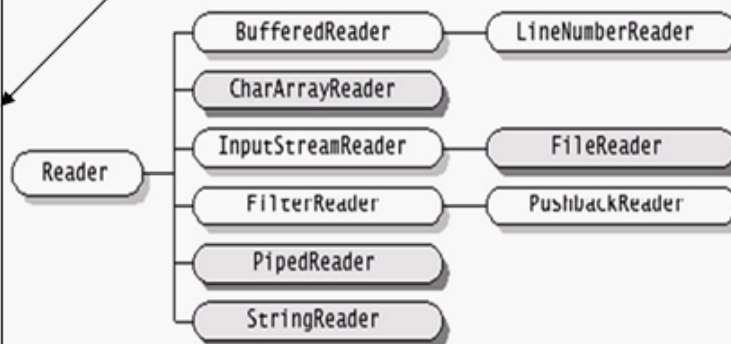 BufferedReader LineNumberReader
CharArrayReader
InputStreamReader FileReader
Reader
FilterReader PushbackReader
PipedReader
StringReader